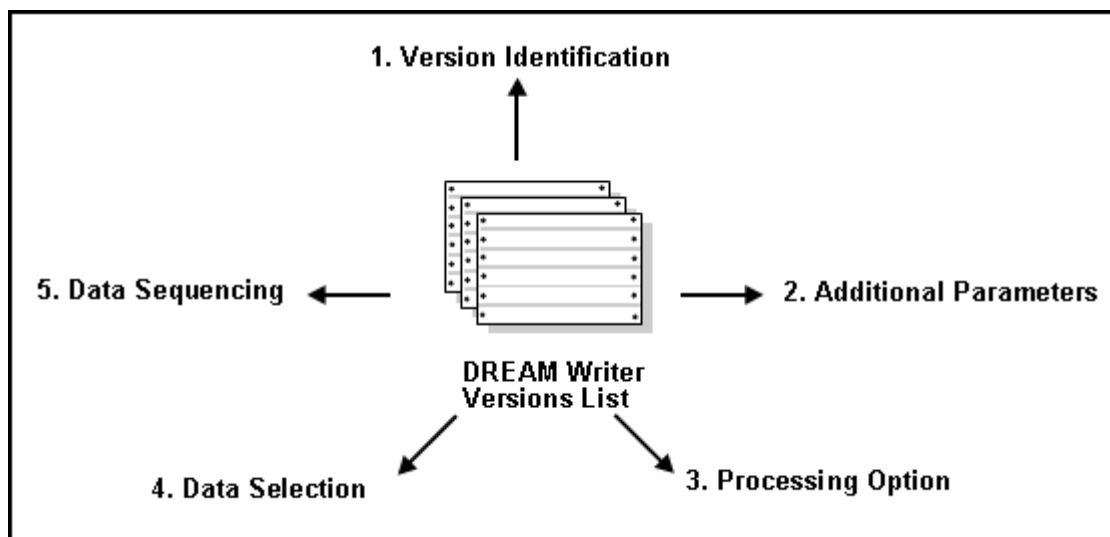 1. Version Identification
5. Data Sequencing
2. Additional Parameters
DREAM Writer
Versions List
4. Data Selection
3. Processing Option